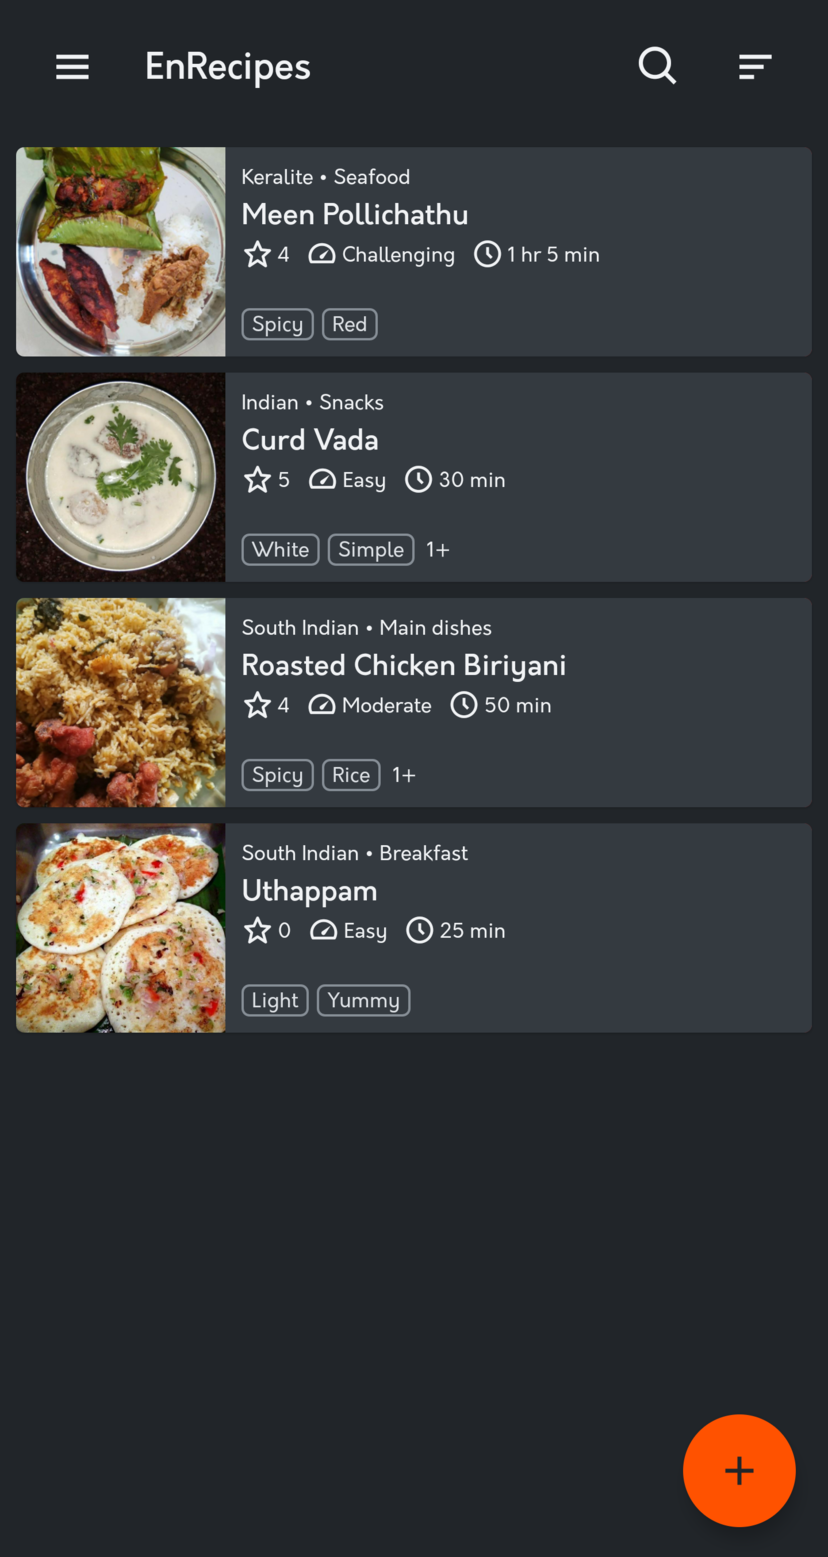 EnRecipes
Keralite • Seafood
Meen Pollichathu
4 Challenging 1 hr 5 min
Spicy Red
Indian • Snacks
Curd Vada
5 Easy 30 min
White Simple 1+
South Indian • Main dishes
Roasted Chicken Biriyani
4 Moderate 50 min
Spicy Rice 1+
South Indian • Breakfast
Uthappam
0 Easy 25 min
Light Yummy